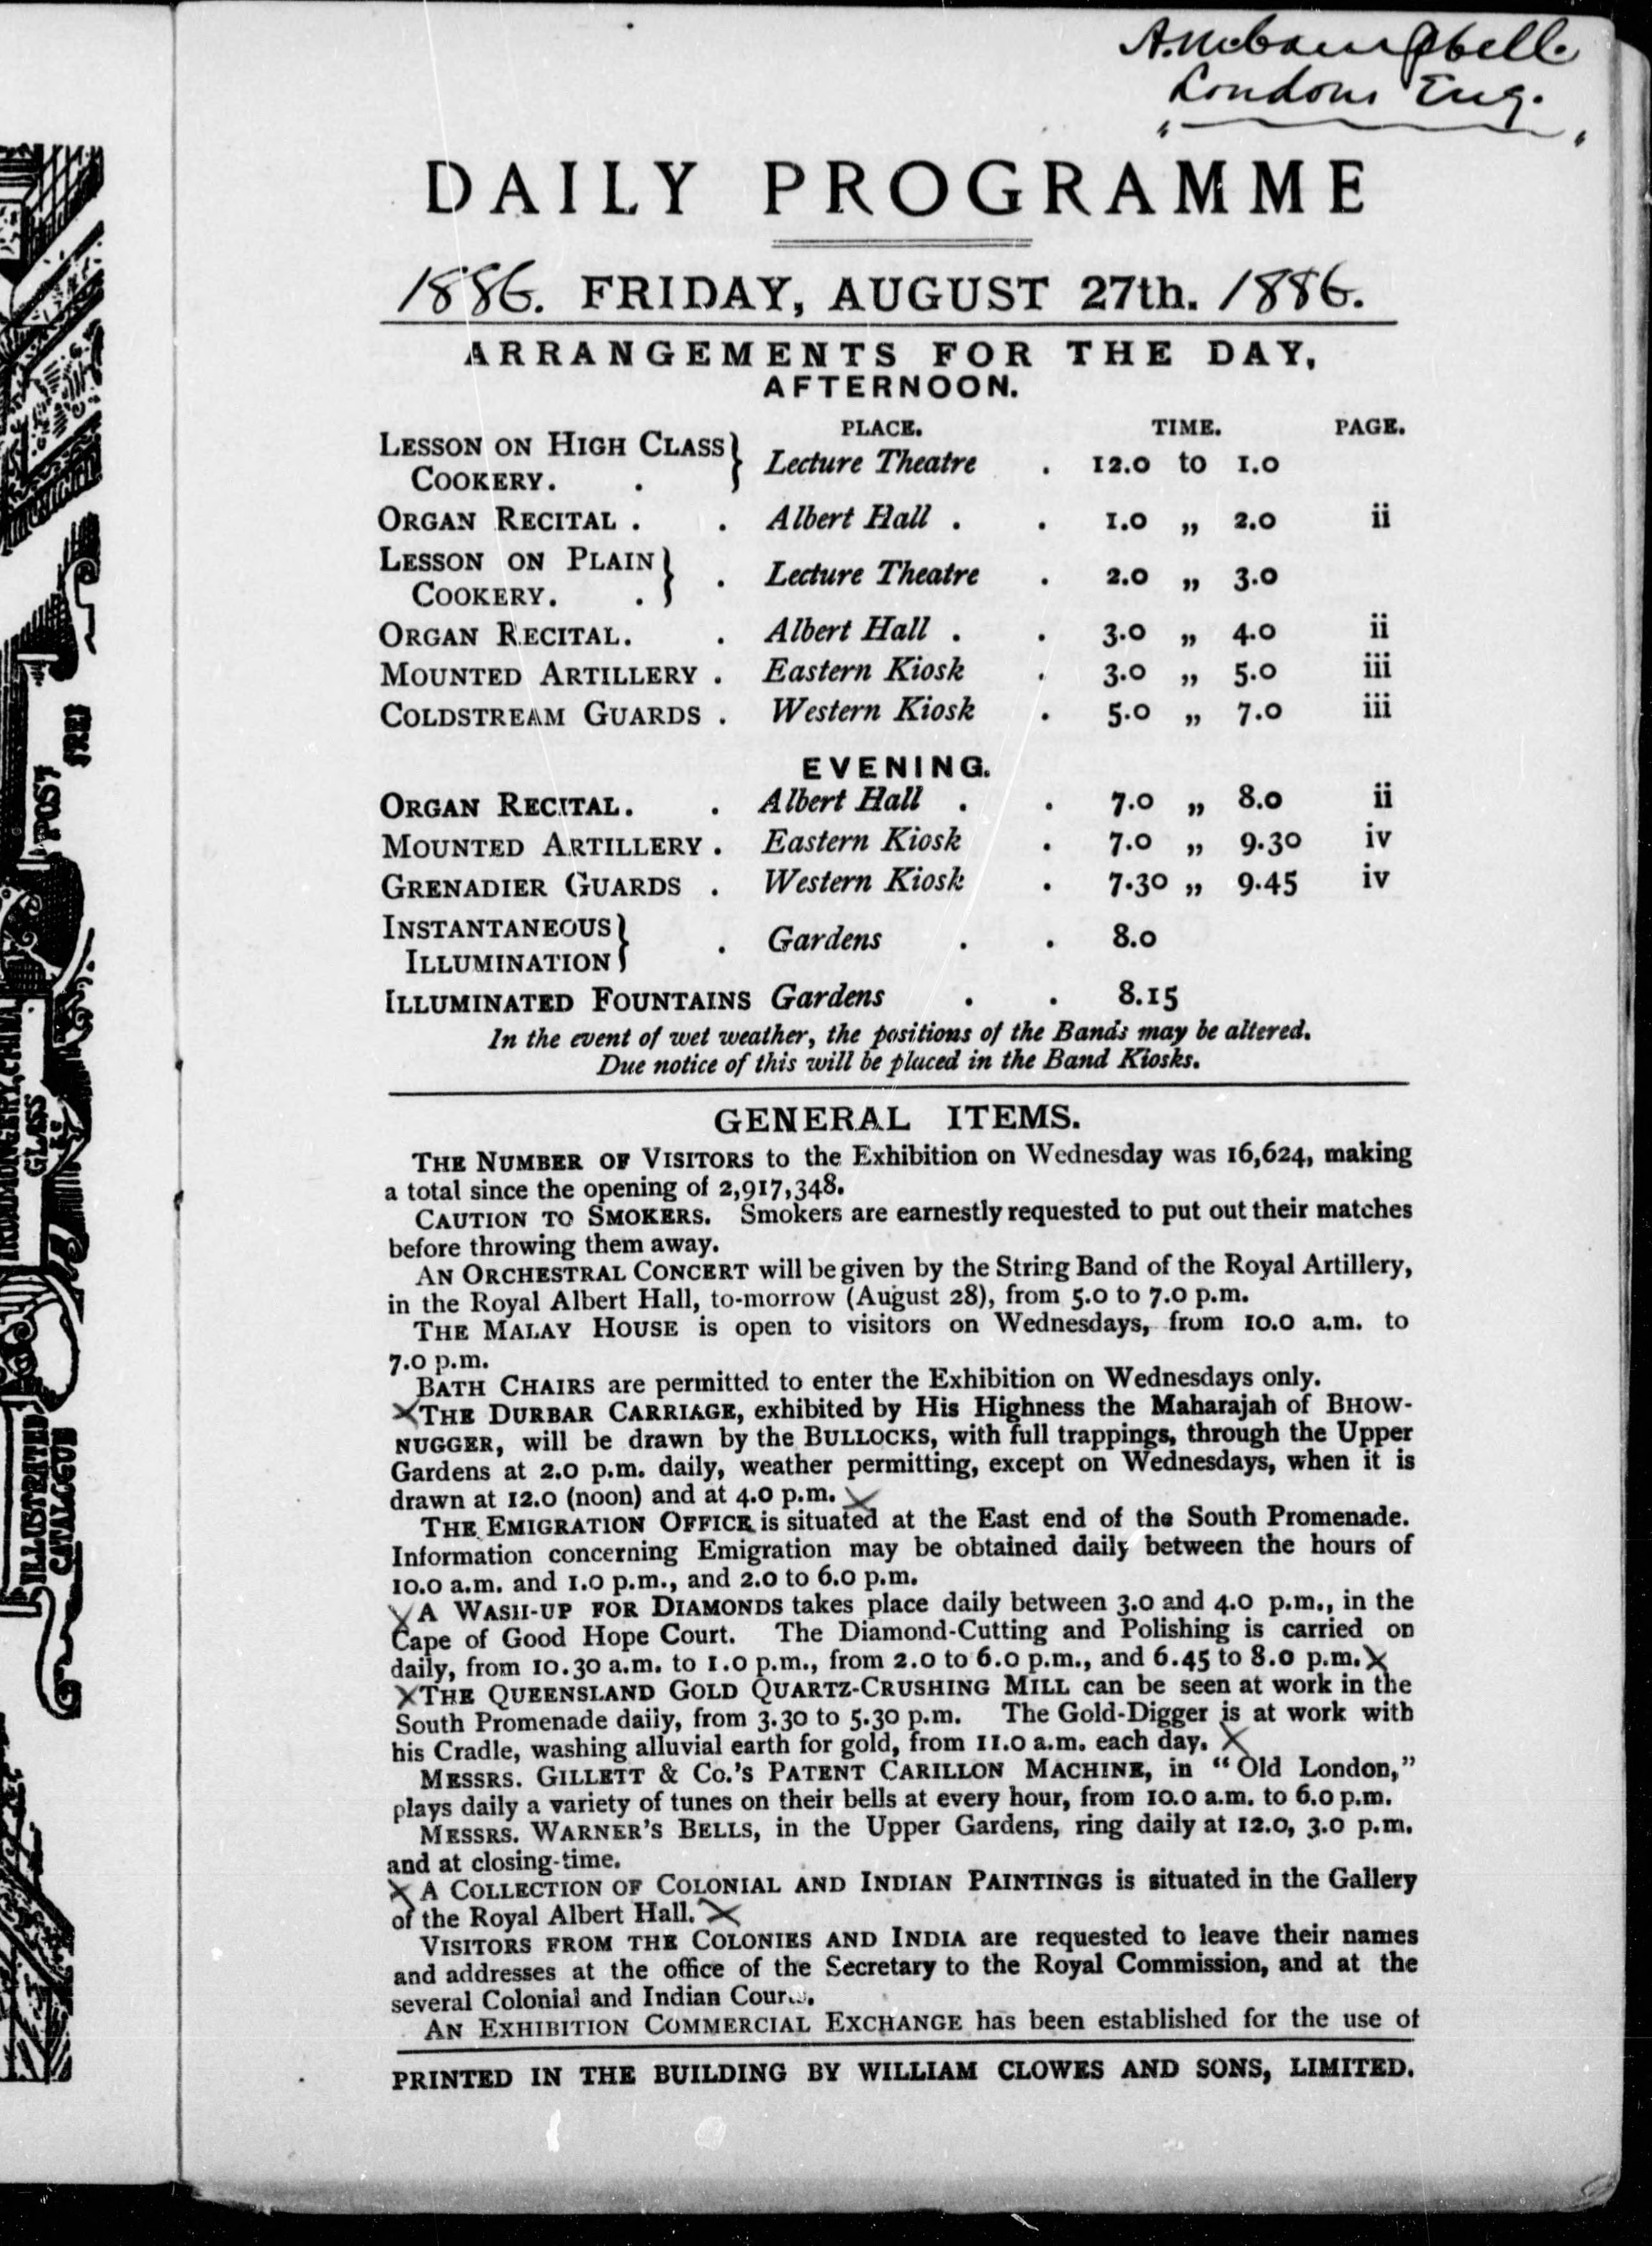 A. McCampbell
London Eng.
DAILY PROGRAMME
1886. FRIDAY, AUGUST 27th. 1886.
ARRANGEMENTS FOR THE DAY,
AFTERNOON.
PLACE. TIME. PAGE.
LESSON ON HIGH CLASS
COOKERY. . } Lecture Theatre . 12.0 to 1.0
ORGAN RECITAL . . Albert Hall . . 1.0 ,, 2.0 ii
LESSON ON PLAIN
COOKERY. . } . Lecture Theatre . 2.0 ,, 3.0
ORGAN RECITAL. . Albert Hall . . 3.0 ,, 4.0 ii
MOUNTED ARTILLERY . Eastern Kiosk . 3.0 ,, 5.0 iii
COLDSTREAM GUARDS . Western Kiosk . 5.0 ,, 7.0 iii
EVENING.
ORGAN RECITAL. . Albert Hall . . 7.0 ,, 8.0 ii
MOUNTED ARTILLERY . Eastern Kiosk . 7.0 ,, 9.30 iv
GRENADIER GUARDS . Western Kiosk . 7.30 ,, 9.45 iv
INSTANTANEOUS
ILLUMINATION } . Gardens . . 8.0
ILLUMINATED FOUNTAINS Gardens . . 8.15
In the event of wet weather, the positions of the Bands may be altered.
Due notice of this will be placed in the Band Kiosks.
GENERAL ITEMS.
THE NUMBER OF VISITORS to the Exhibition on Wednesday was 16,624, making
a total since the opening of 2,917,348.
CAUTION TO SMOKERS. Smokers are earnestly requested to put out their matches
before throwing them away.
AN ORCHESTRAL CONCERT will be given by the String Band of the Royal Artillery,
in the Royal Albert Hall, to-morrow (August 28), from 5.0 to 7.0 p.m.
THE MALAY HOUSE is open to visitors on Wednesdays, from 10.0 a.m. to
7.0 p.m.
BATH CHAIRS are permitted to enter the Exhibition on Wednesdays only.
X THE DURBAR CARRIAGE, exhibited by His Highness the Maharajah of BHOW-
NUGGER, will be drawn by the BULLOCKS, with full trappings, through the Upper
Gardens at 2.0 p.m. daily, weather permitting, except on Wednesdays, when it is
drawn at 12.0 (noon) and at 4.0 p.m. X
THE EMIGRATION OFFICE is situated at the East end of the South Promenade.
Information concerning Emigration may be obtained daily between the hours of
10.0 a.m. and 1.0 p.m., and 2.0 to 6.0 p.m.
X A WASH-UP FOR DIAMONDS takes place daily between 3.0 and 4.0 p.m., in the
Cape of Good Hope Court. The Diamond-Cutting and Polishing is carried on
daily, from 10.30 a.m. to 1.0 p.m., from 2.0 to 6.0 p.m., and 6.45 to 8.0 p.m. X
X THE QUEENSLAND GOLD QUARTZ-CRUSHING MILL can be seen at work in the
South Promenade daily, from 3.30 to 5.30 p.m. The Gold-Digger is at work with
his Cradle, washing alluvial earth for gold, from 11.0 a.m. each day. X
MESSRS. GILLETT & CO.'S PATENT CARILLON MACHINE, in "Old London,"
plays daily a variety of tunes on their bells at every hour, from 10.0 a.m. to 6.0 p.m.
MESSRS. WARNER'S BELLS, in the Upper Gardens, ring daily at 12.0, 3.0 p.m.
and at closing-time.
X A COLLECTION OF COLONIAL AND INDIAN PAINTINGS is situated in the Gallery
of the Royal Albert Hall. X
VISITORS FROM THE COLONIES AND INDIA are requested to leave their names
and addresses at the office of the Secretary to the Royal Commission, and at the
several Colonial and Indian Courts.
AN EXHIBITION COMMERCIAL EXCHANGE has been established for the use of
PRINTED IN THE BUILDING BY WILLIAM CLOWES AND SONS, LIMITED.
POST FREE
GLASS
&c
ILLUSTRATED
CATALOGUE